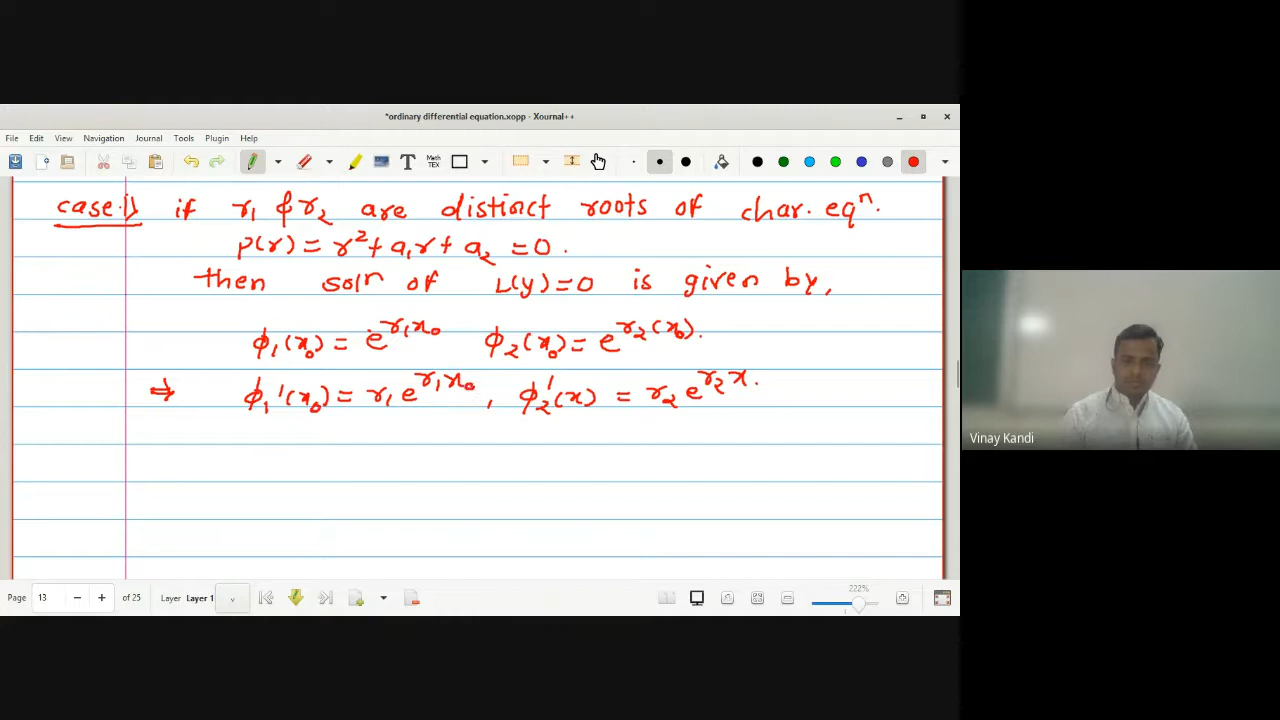 *ordinary differential equation.xopp - Xournal++
File Edit View Navigation Journal Tools Plugin Help
case.1) if r₁ & r₂ are distinct roots of char. eqⁿ.
p(r) = r² + a₁r + a₂ = 0.
then solⁿ of L(y)=0 is given by,
ϕ₁(x₀) = e^{r₁x₀} ϕ₂(x₀) = e^{r₂(x₀)}.
⇒ ϕ₁'(x₀) = r₁e^{r₁x₀}, ϕ₂'(x) = r₂e^{r₂x}.
Vinay Kandi
Page 13 of 25 Layer Layer 1 222%